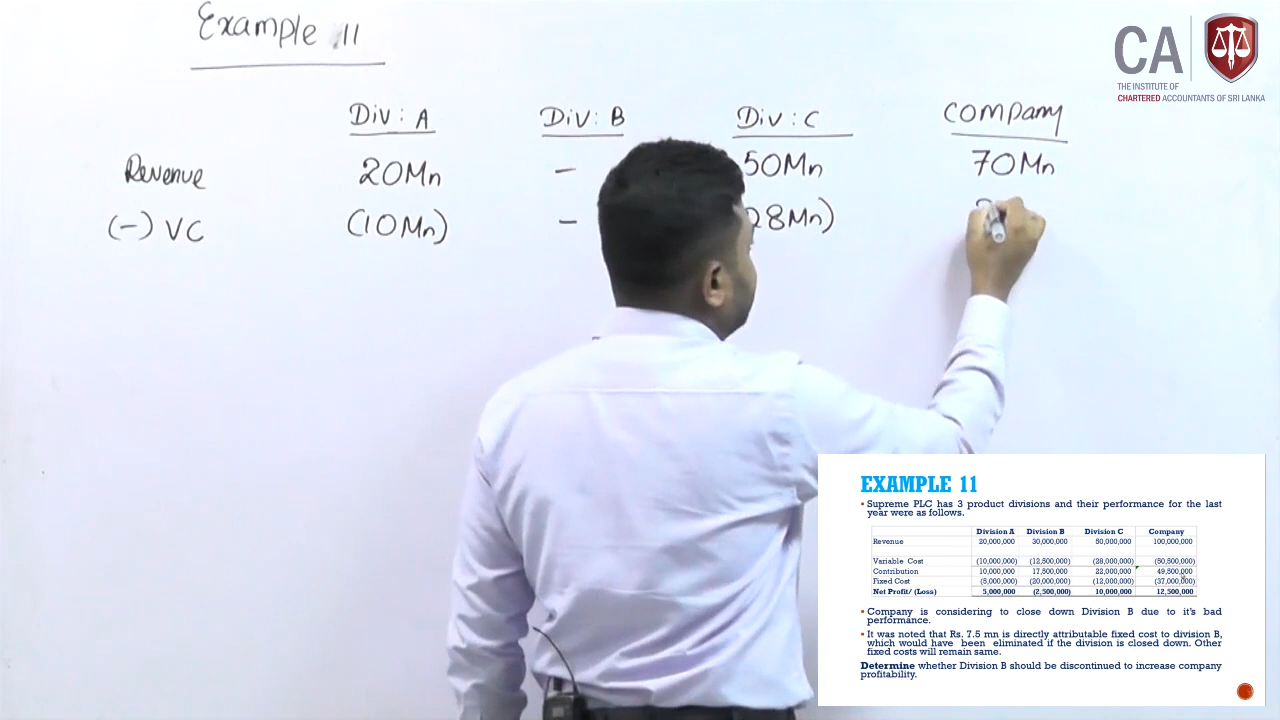 Example 11
CA
THE INSTITUTE OF
CHARTERED ACCOUNTANTS OF SRI LANKA
Div: A Div: B Div: C Company
Revenue 20Mn - 50Mn 70Mn
(-) VC (10Mn) - 28Mn)
EXAMPLE 11
Supreme PLC has 3 product divisions and their performance for the last
year were as follows.
Division A Division B Division C Company
Revenue 20,000,000 30,000,000 50,000,000 100,000,000
Variable Cost (10,000,000) (12,500,000) (28,000,000) (50,500,000)
Contribution 10,000,000 17,500,000 22,000,000 49,500,000
Fixed Cost (5,000,000) (20,000,000) (12,000,000) (37,000,000)
Net Profit/ (Loss) 5,000,000 (2,500,000) 10,000,000 12,500,000
Company is considering to close down Division B due to it's bad
performance.
It was noted that Rs. 7.5 mn is directly attributable fixed cost to division B,
which would have been eliminated if the division is closed down. Other
fixed costs will remain same.
Determine whether Division B should be discontinued to increase company
profitability.